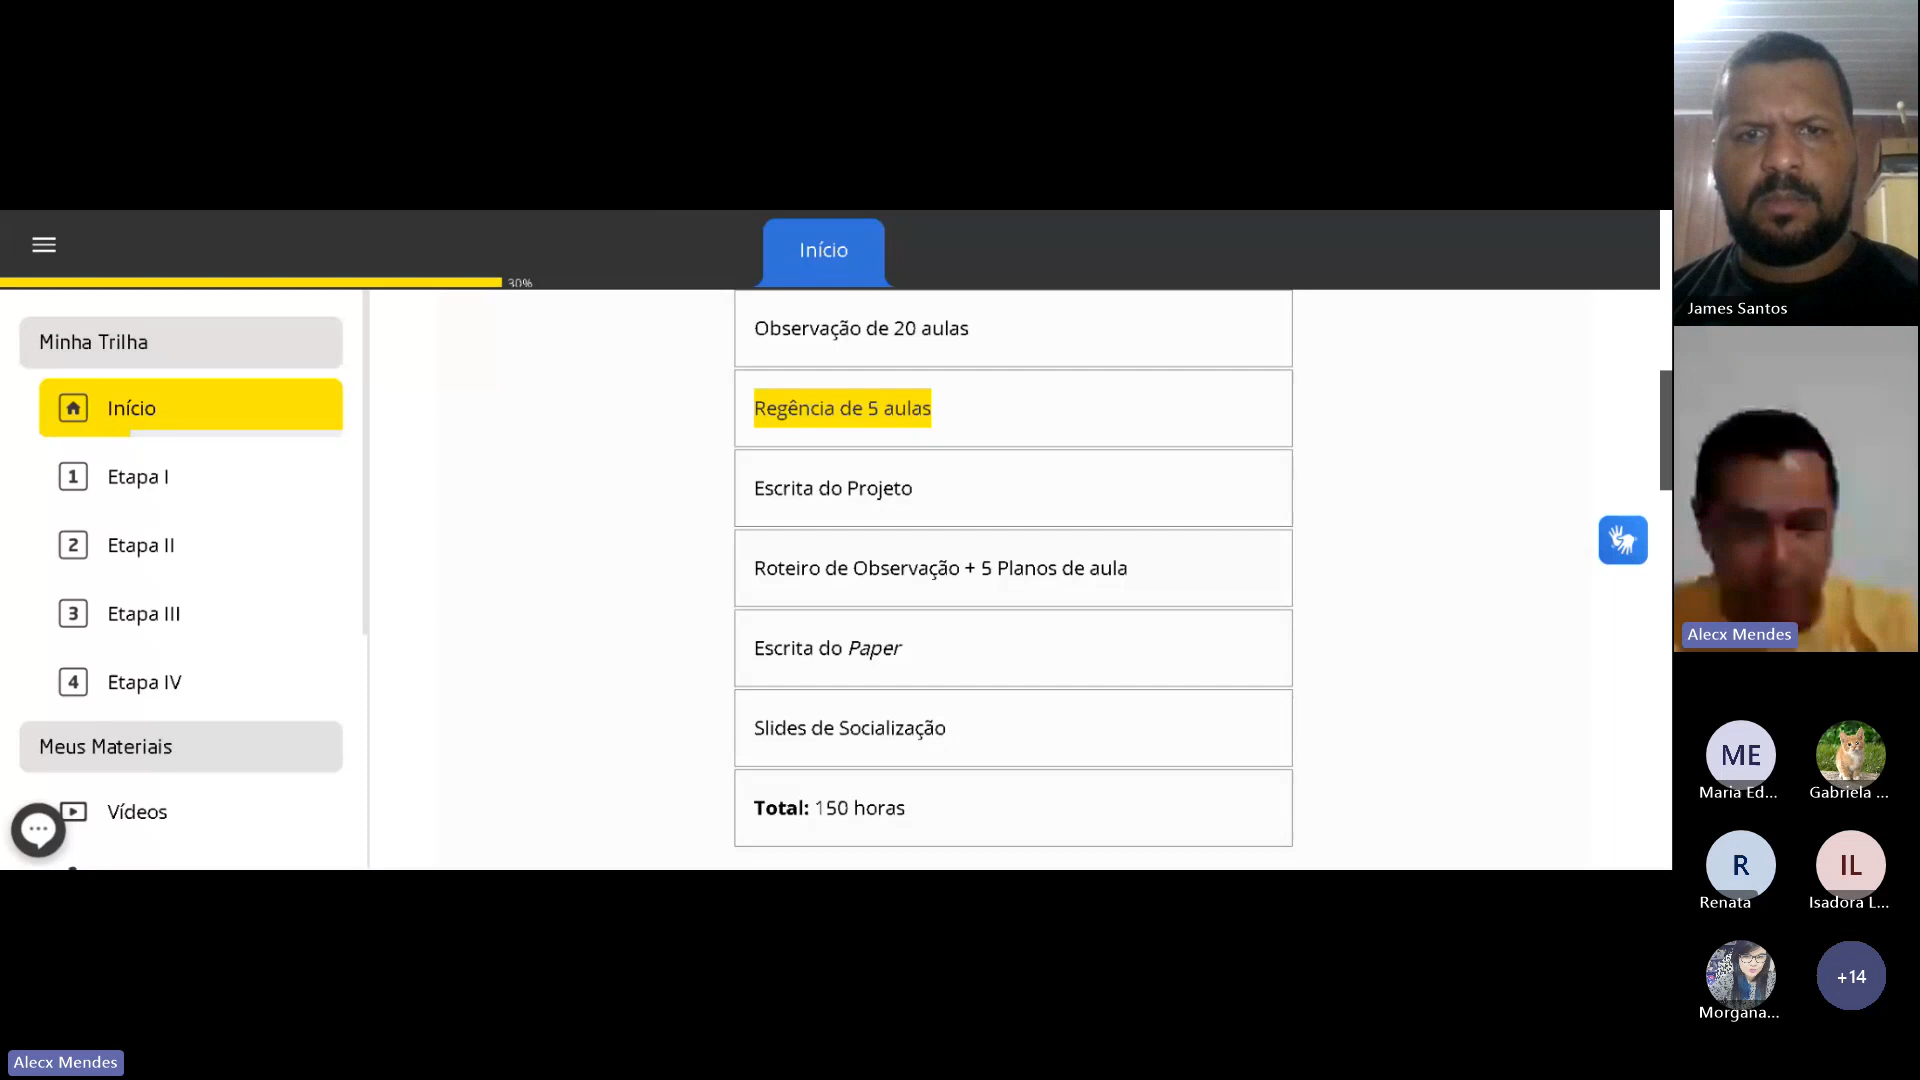 Início
30%
Minha Trilha
Início
1 Etapa I
2 Etapa II
3 Etapa III
4 Etapa IV
Meus Materiais
Vídeos
Observação de 20 aulas
Regência de 5 aulas
Escrita do Projeto
Roteiro de Observação + 5 Planos de aula
Escrita do Paper
Slides de Socialização
Total: 150 horas
James Santos
Alecx Mendes
ME
Maria Ed...
Gabriela ...
R
Renata
IL
Isadora L...
Morgana...
+14
Alecx Mendes